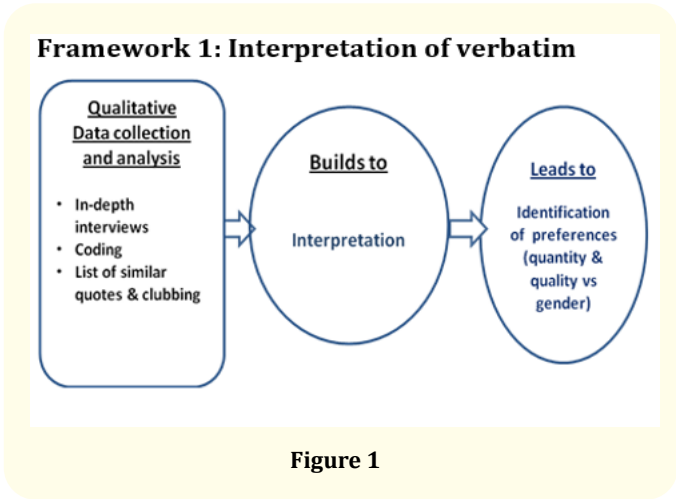 Framework 1: Interpretation of verbatim
Qualitative
Data collection
and analysis
• In-depth
interviews
• Coding
• List of similar
quotes & clubbing
Builds to
Interpretation
Leads to
Identification
of preferences
(quantity &
quality vs
gender)
Figure 1